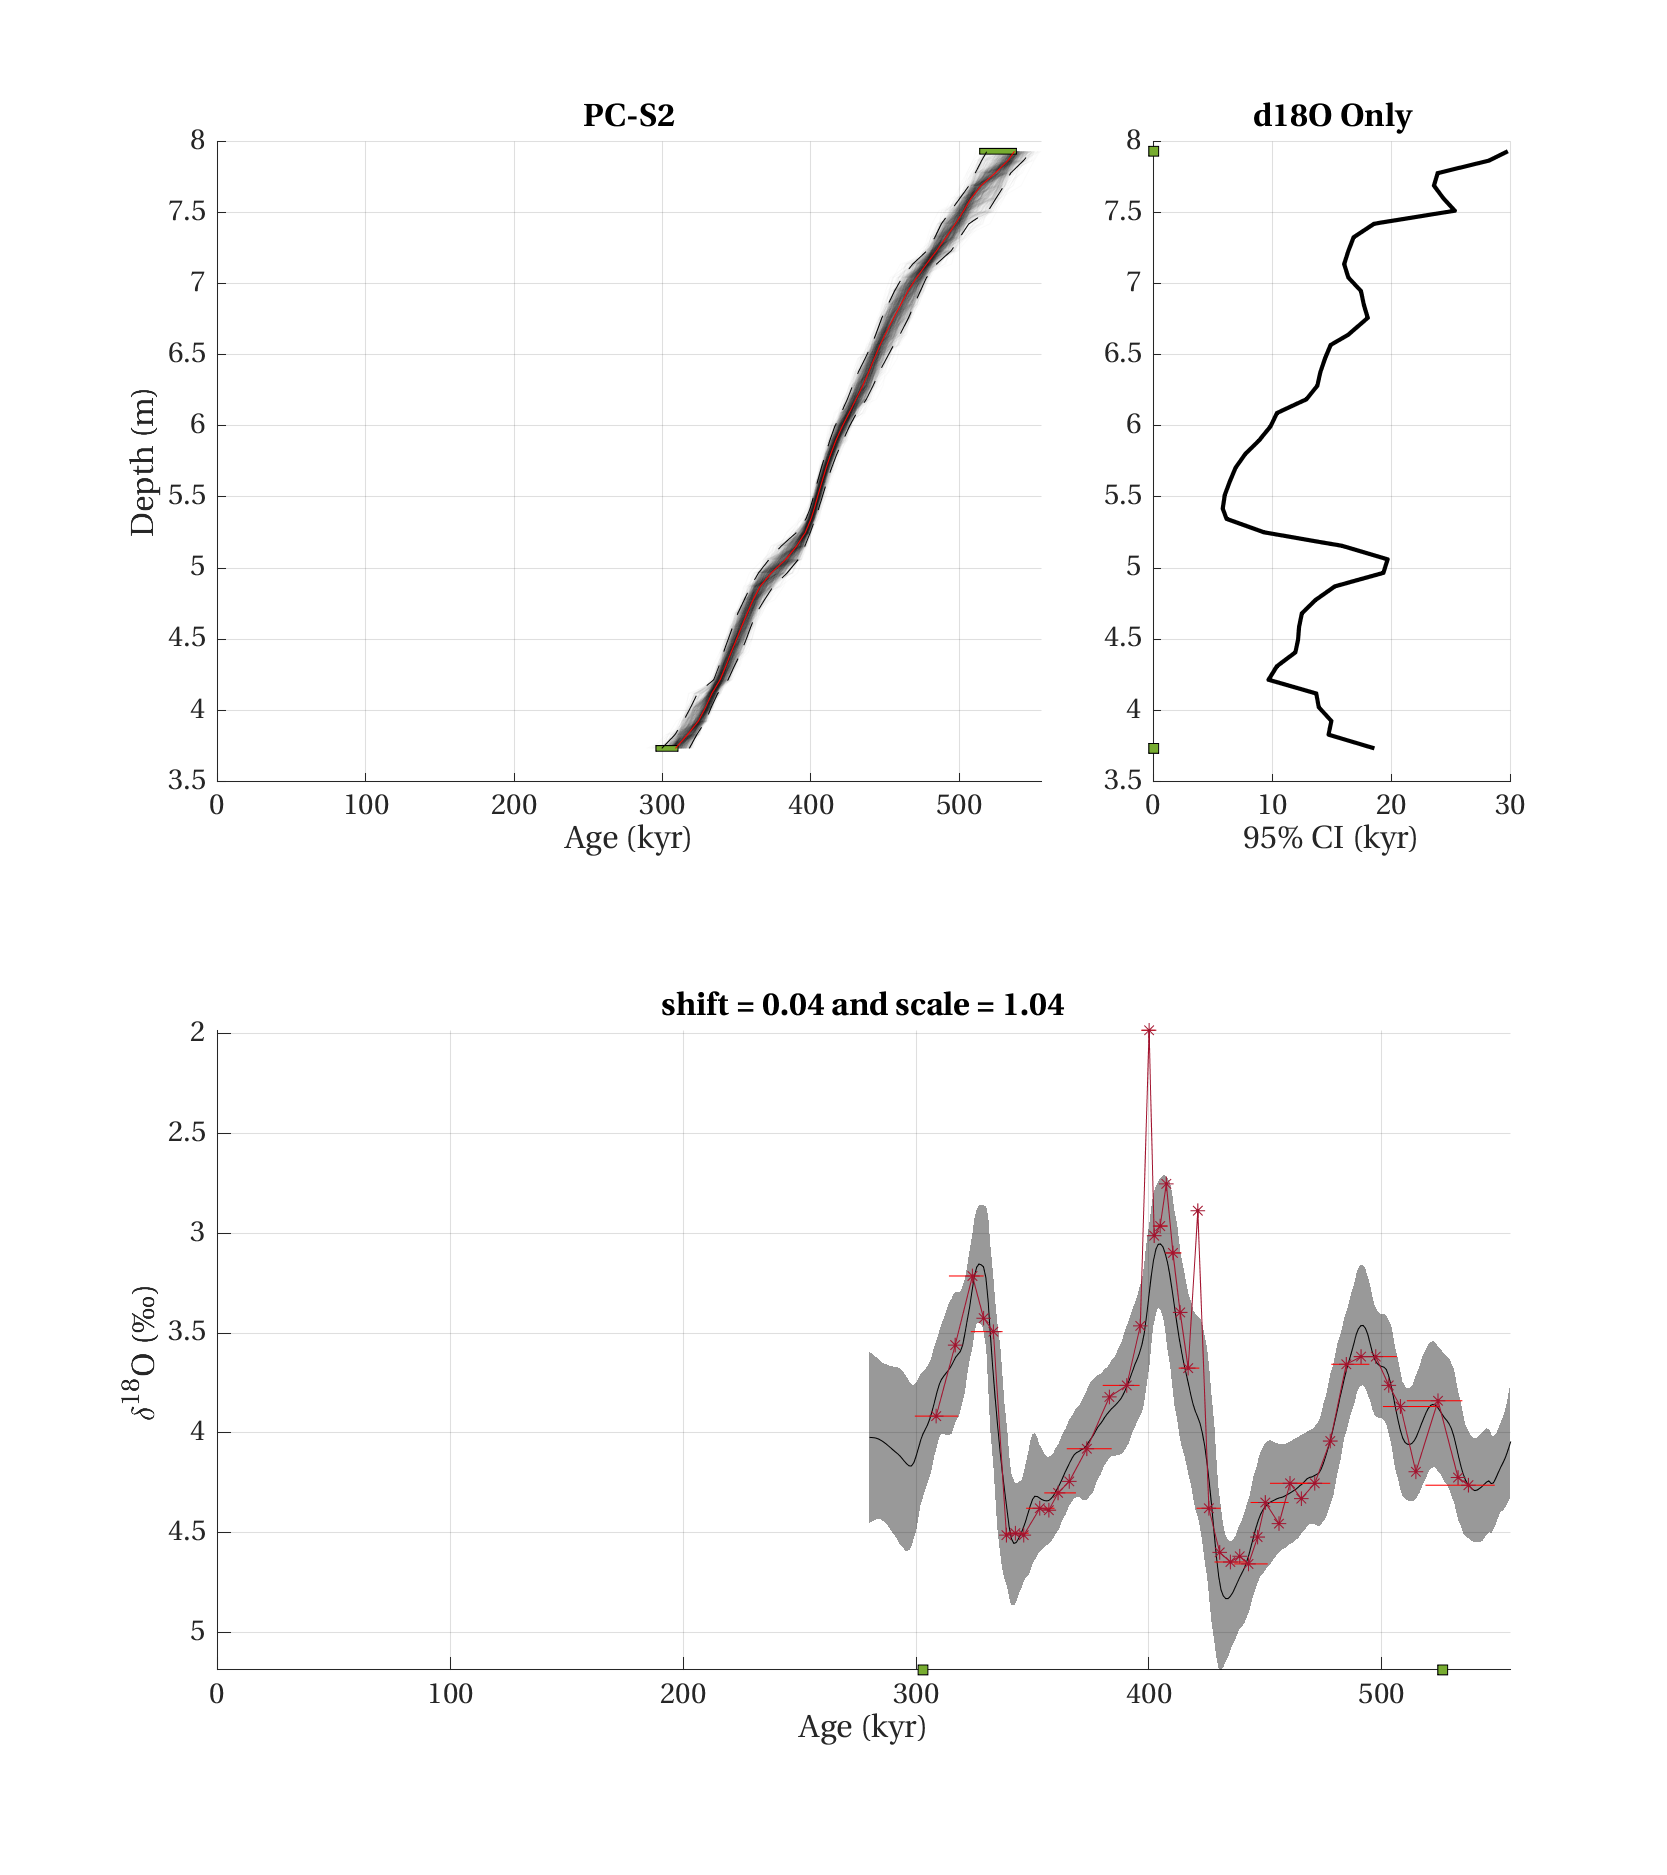 PC-S2
8
7.5
7
6.5
6
5.5
5
4.5
4
3.5
Depth (m)
0 100 200 300 400 500
Age (kyr)
d18O Only
8
7.5
7
6.5
6
5.5
5
4.5
4
3.5
0 10 20 30
95% CI (kyr)
shift = 0.04 and scale = 1.04
2
2.5
3
3.5
4
4.5
5
δ¹⁸O (‰)
0 100 200 300 400 500
Age (kyr)